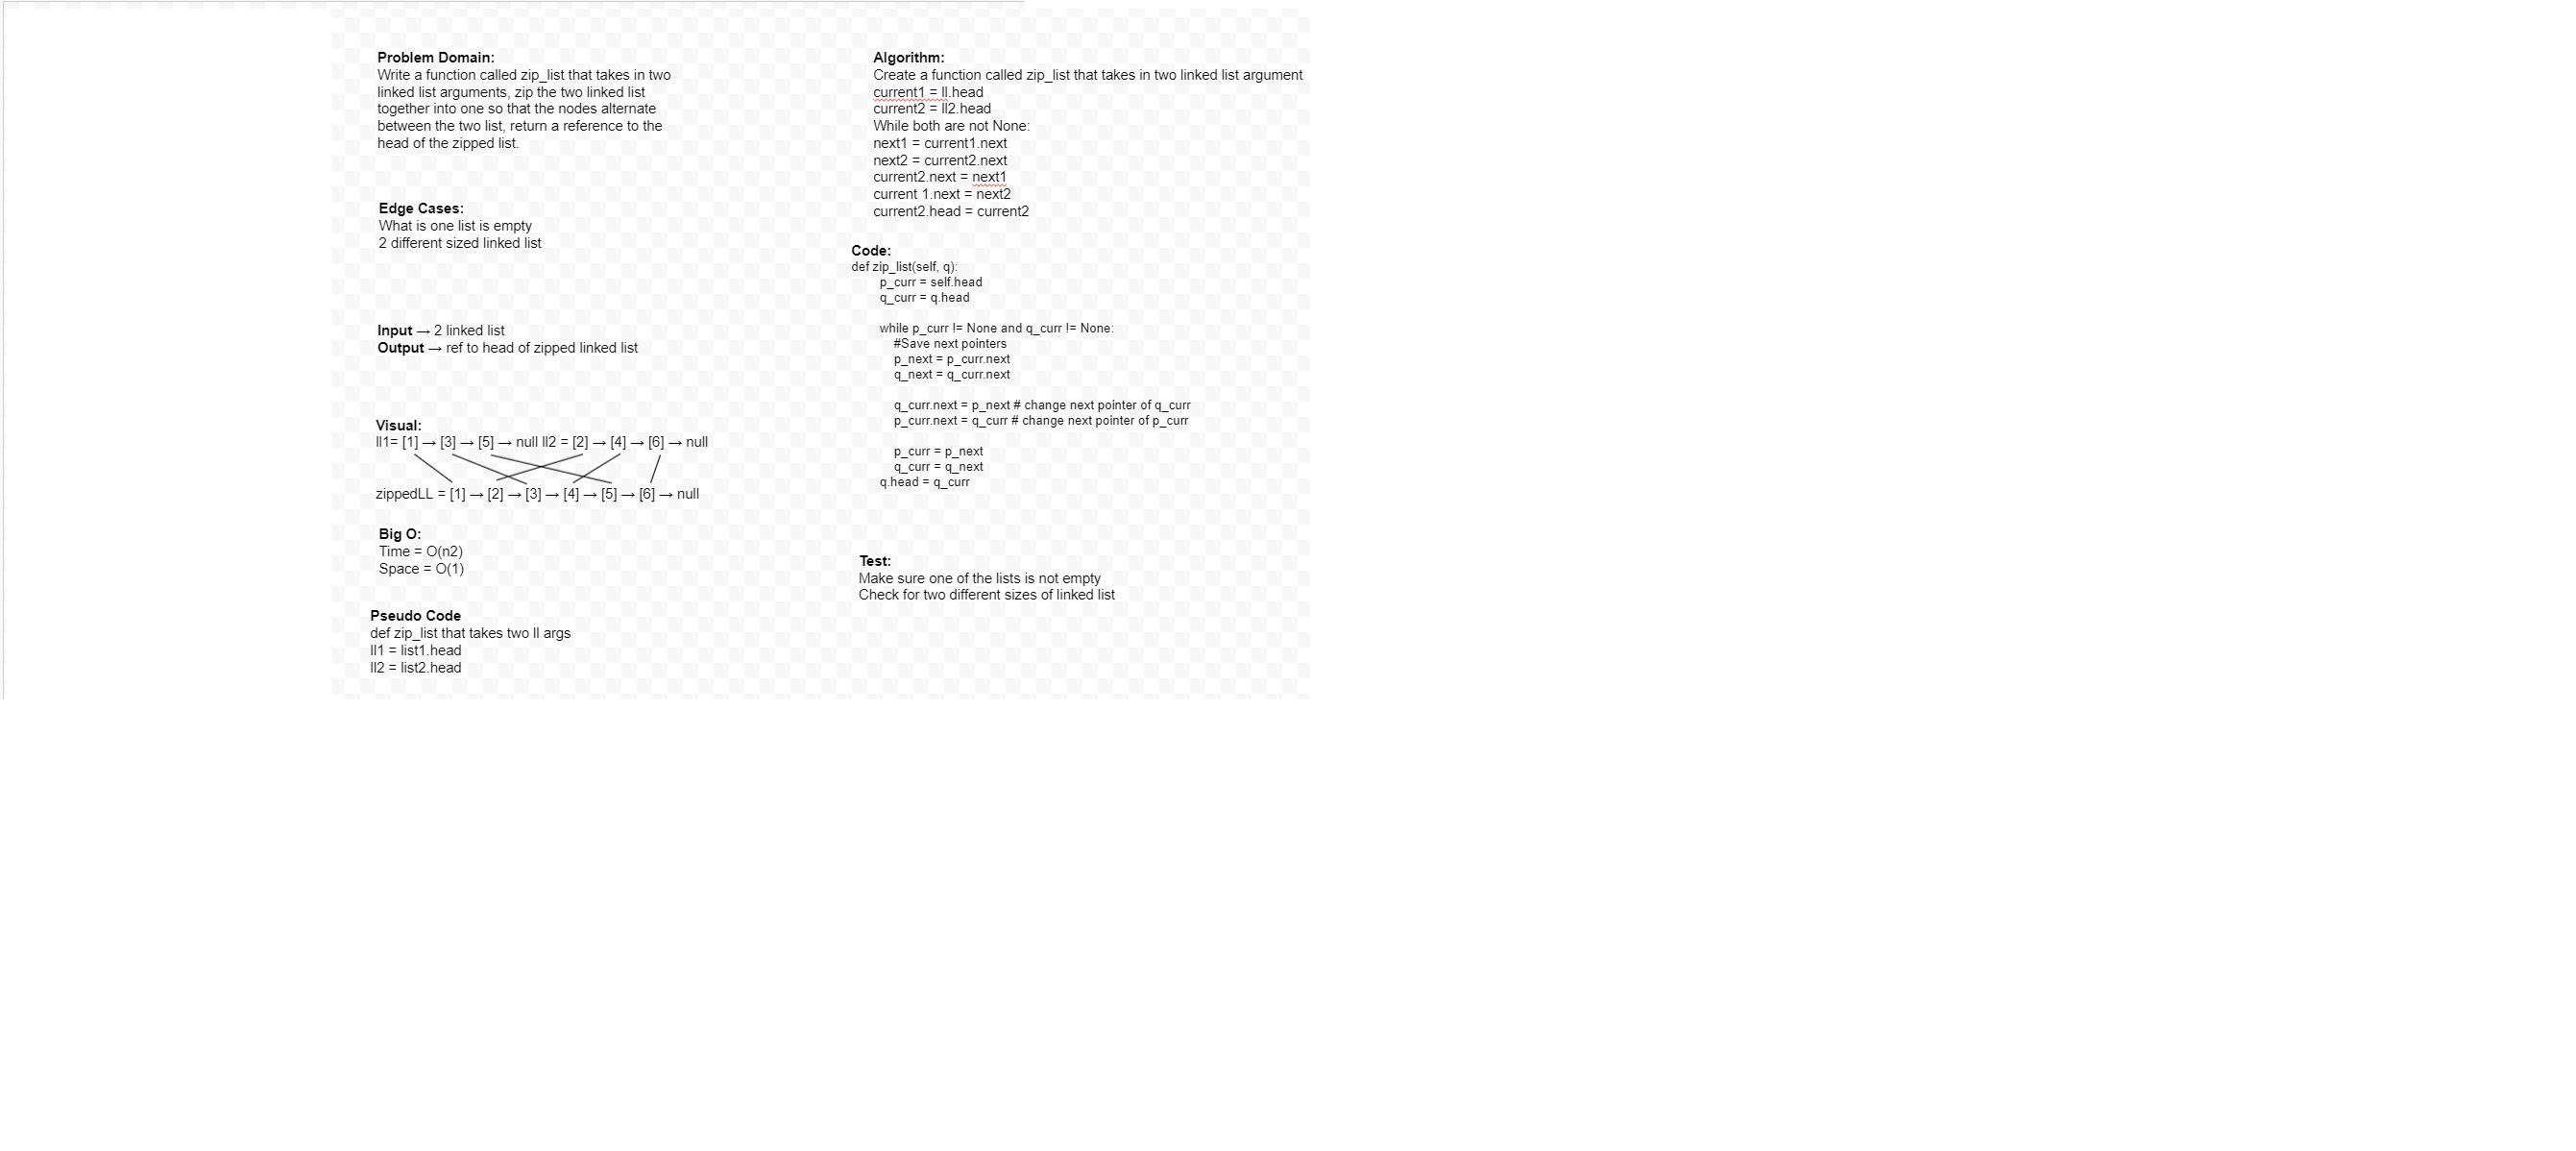 Problem Domain:
Write a function called zip_list that takes in two
linked list arguments, zip the two linked list
together into one so that the nodes alternate
between the two list, return a reference to the
head of the zipped list.
Edge Cases:
What is one list is empty
2 different sized linked list
Input → 2 linked list
Output → ref to head of zipped linked list
Visual:
ll1= [1] → [3] → [5] → null ll2 = [2] → [4] → [6] → null
zippedLL = [1] → [2] → [3] → [4] → [5] → [6] → null
Big O:
Time = O(n2)
Space = O(1)
Pseudo Code
def zip_list that takes two ll args
ll1 = list1.head
ll2 = list2.head
Algorithm:
Create a function called zip_list that takes in two linked list argument
current1 = ll.head
current2 = ll2.head
While both are not None:
next1 = current1.next
next2 = current2.next
current2.next = next1
current 1.next = next2
current2.head = current2
Code:
def zip_list(self, q):
p_curr = self.head
q_curr = q.head
while p_curr != None and q_curr != None:
#Save next pointers
p_next = p_curr.next
q_next = q_curr.next
q_curr.next = p_next # change next pointer of q_curr
p_curr.next = q_curr # change next pointer of p_curr
p_curr = p_next
q_curr = q_next
q.head = q_curr
Test:
Make sure one of the lists is not empty
Check for two different sizes of linked list